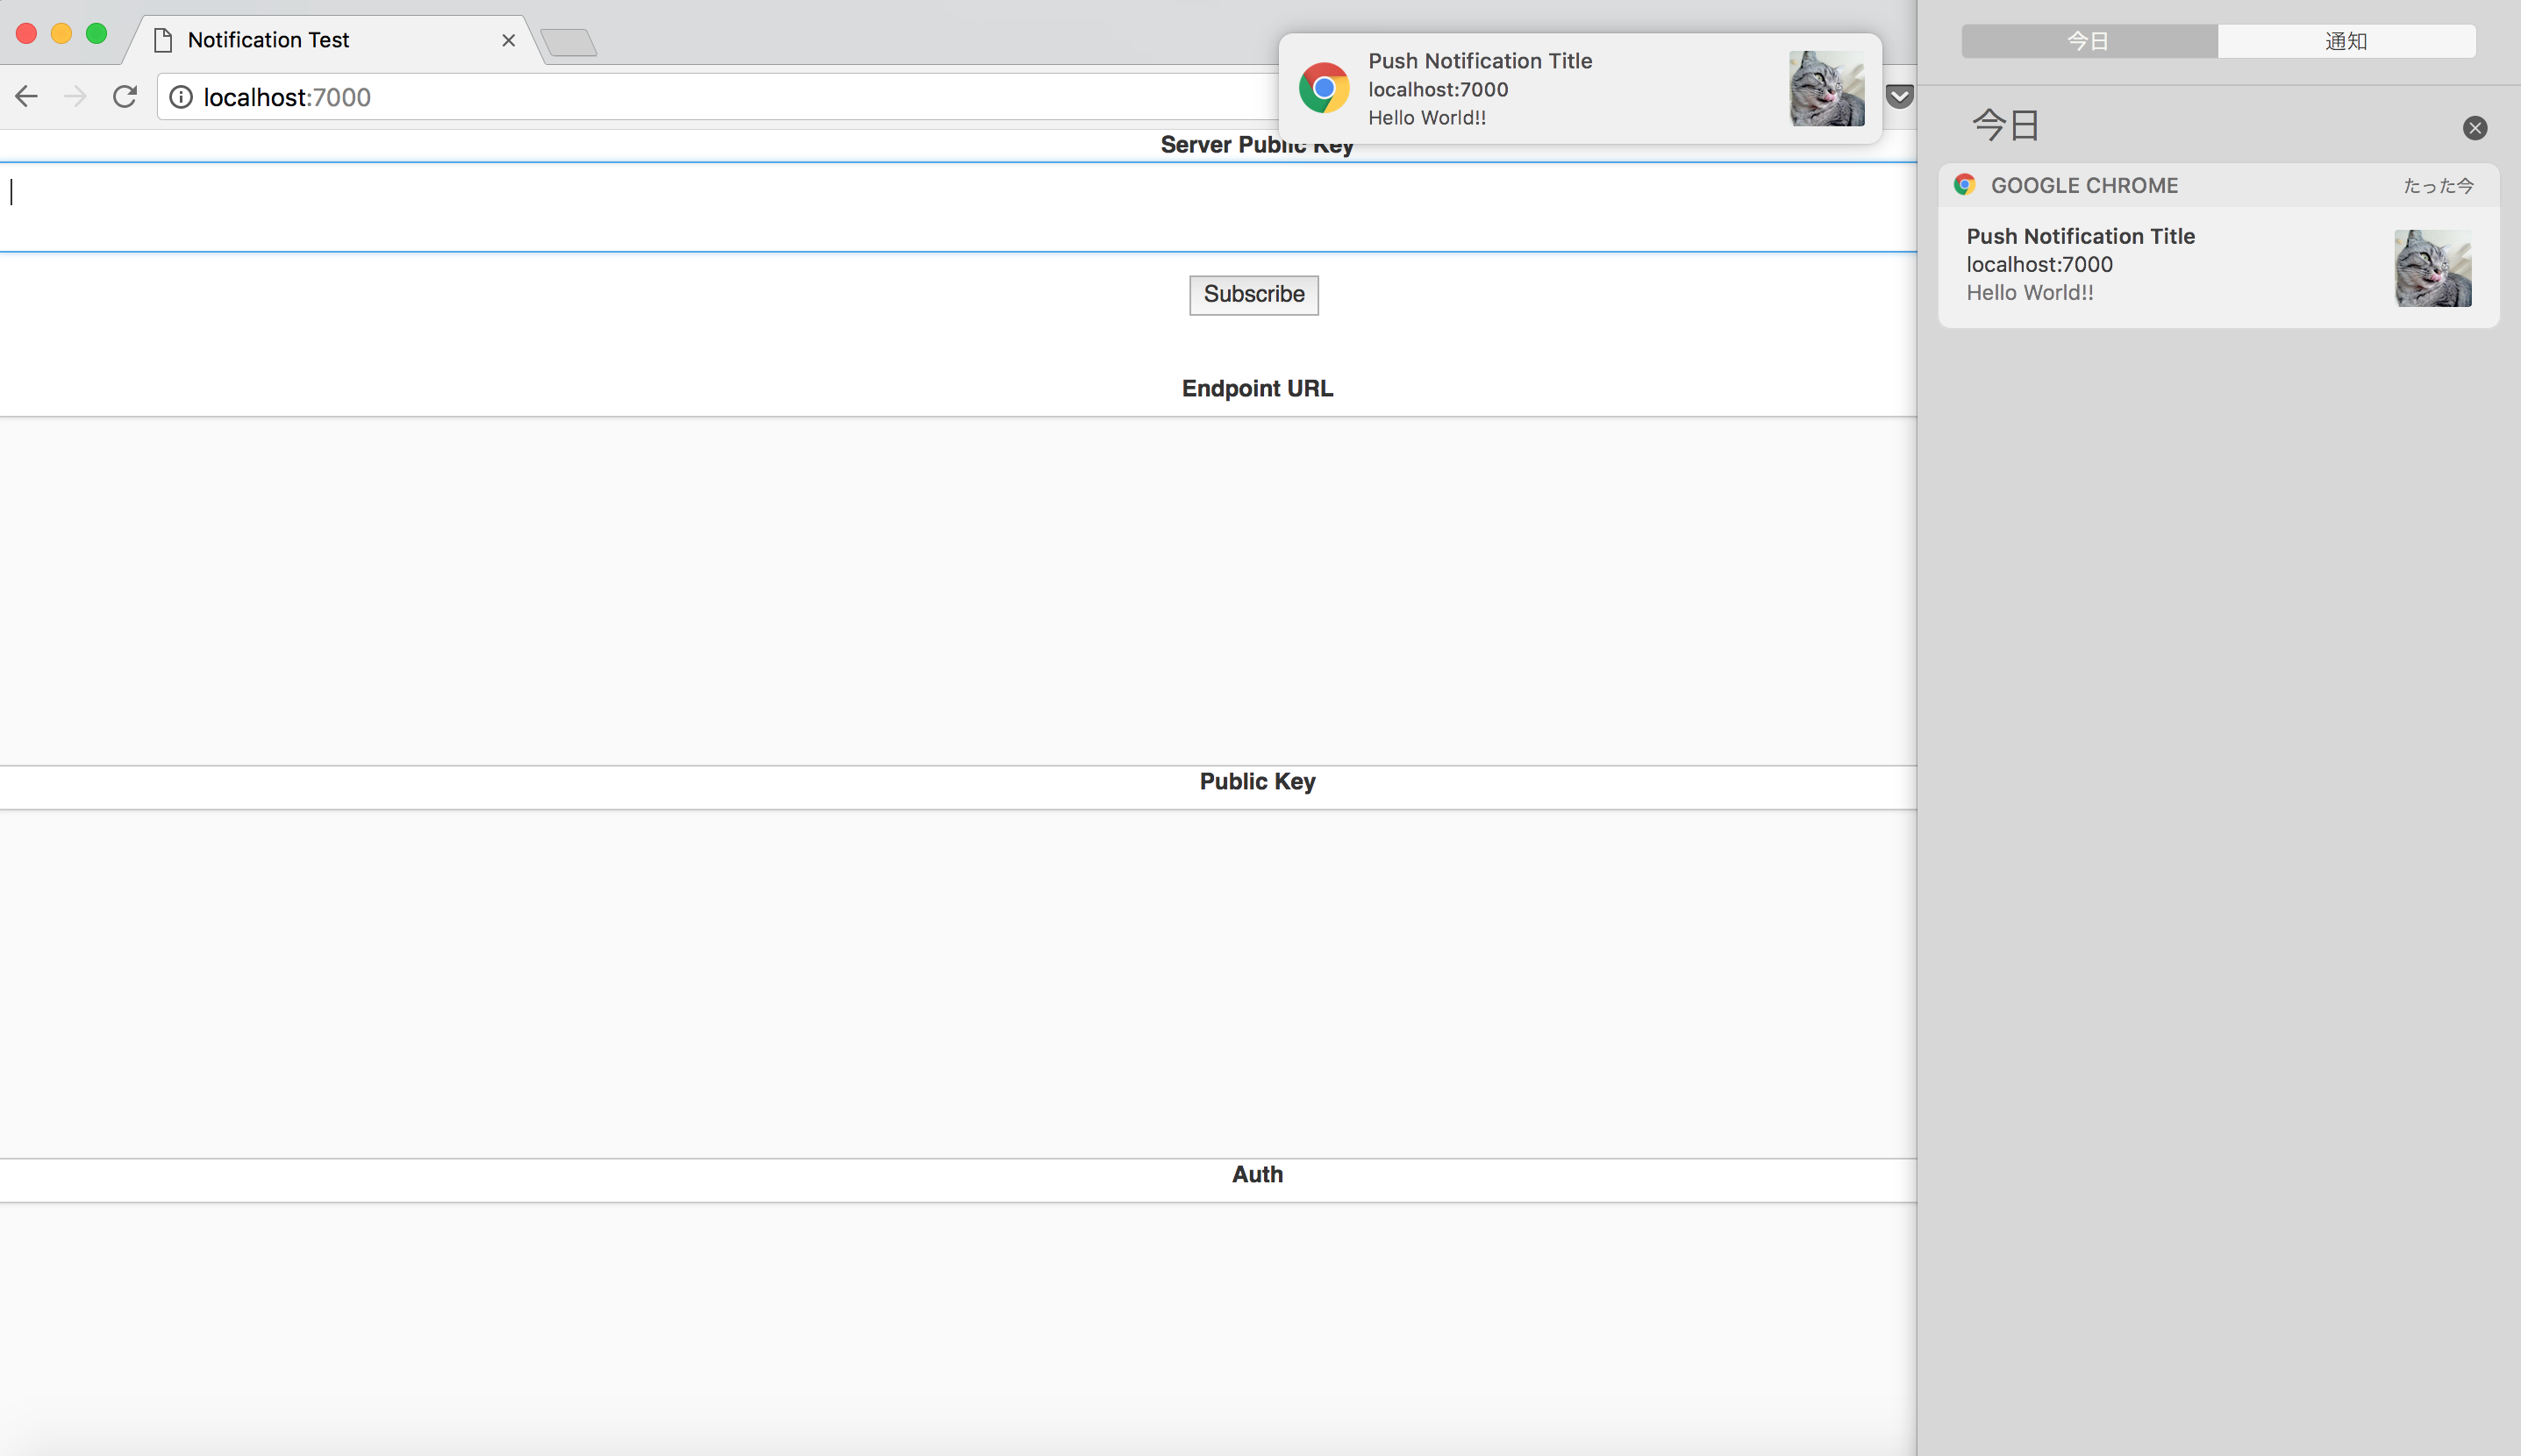 Notification Test
localhost:7000
Push Notification Title
localhost:7000
Hello World!!
Server Public Key
Subscribe
Endpoint URL
Public Key
Auth
今日
通知
今日
GOOGLE CHROME
たった今
Push Notification Title
localhost:7000
Hello World!!